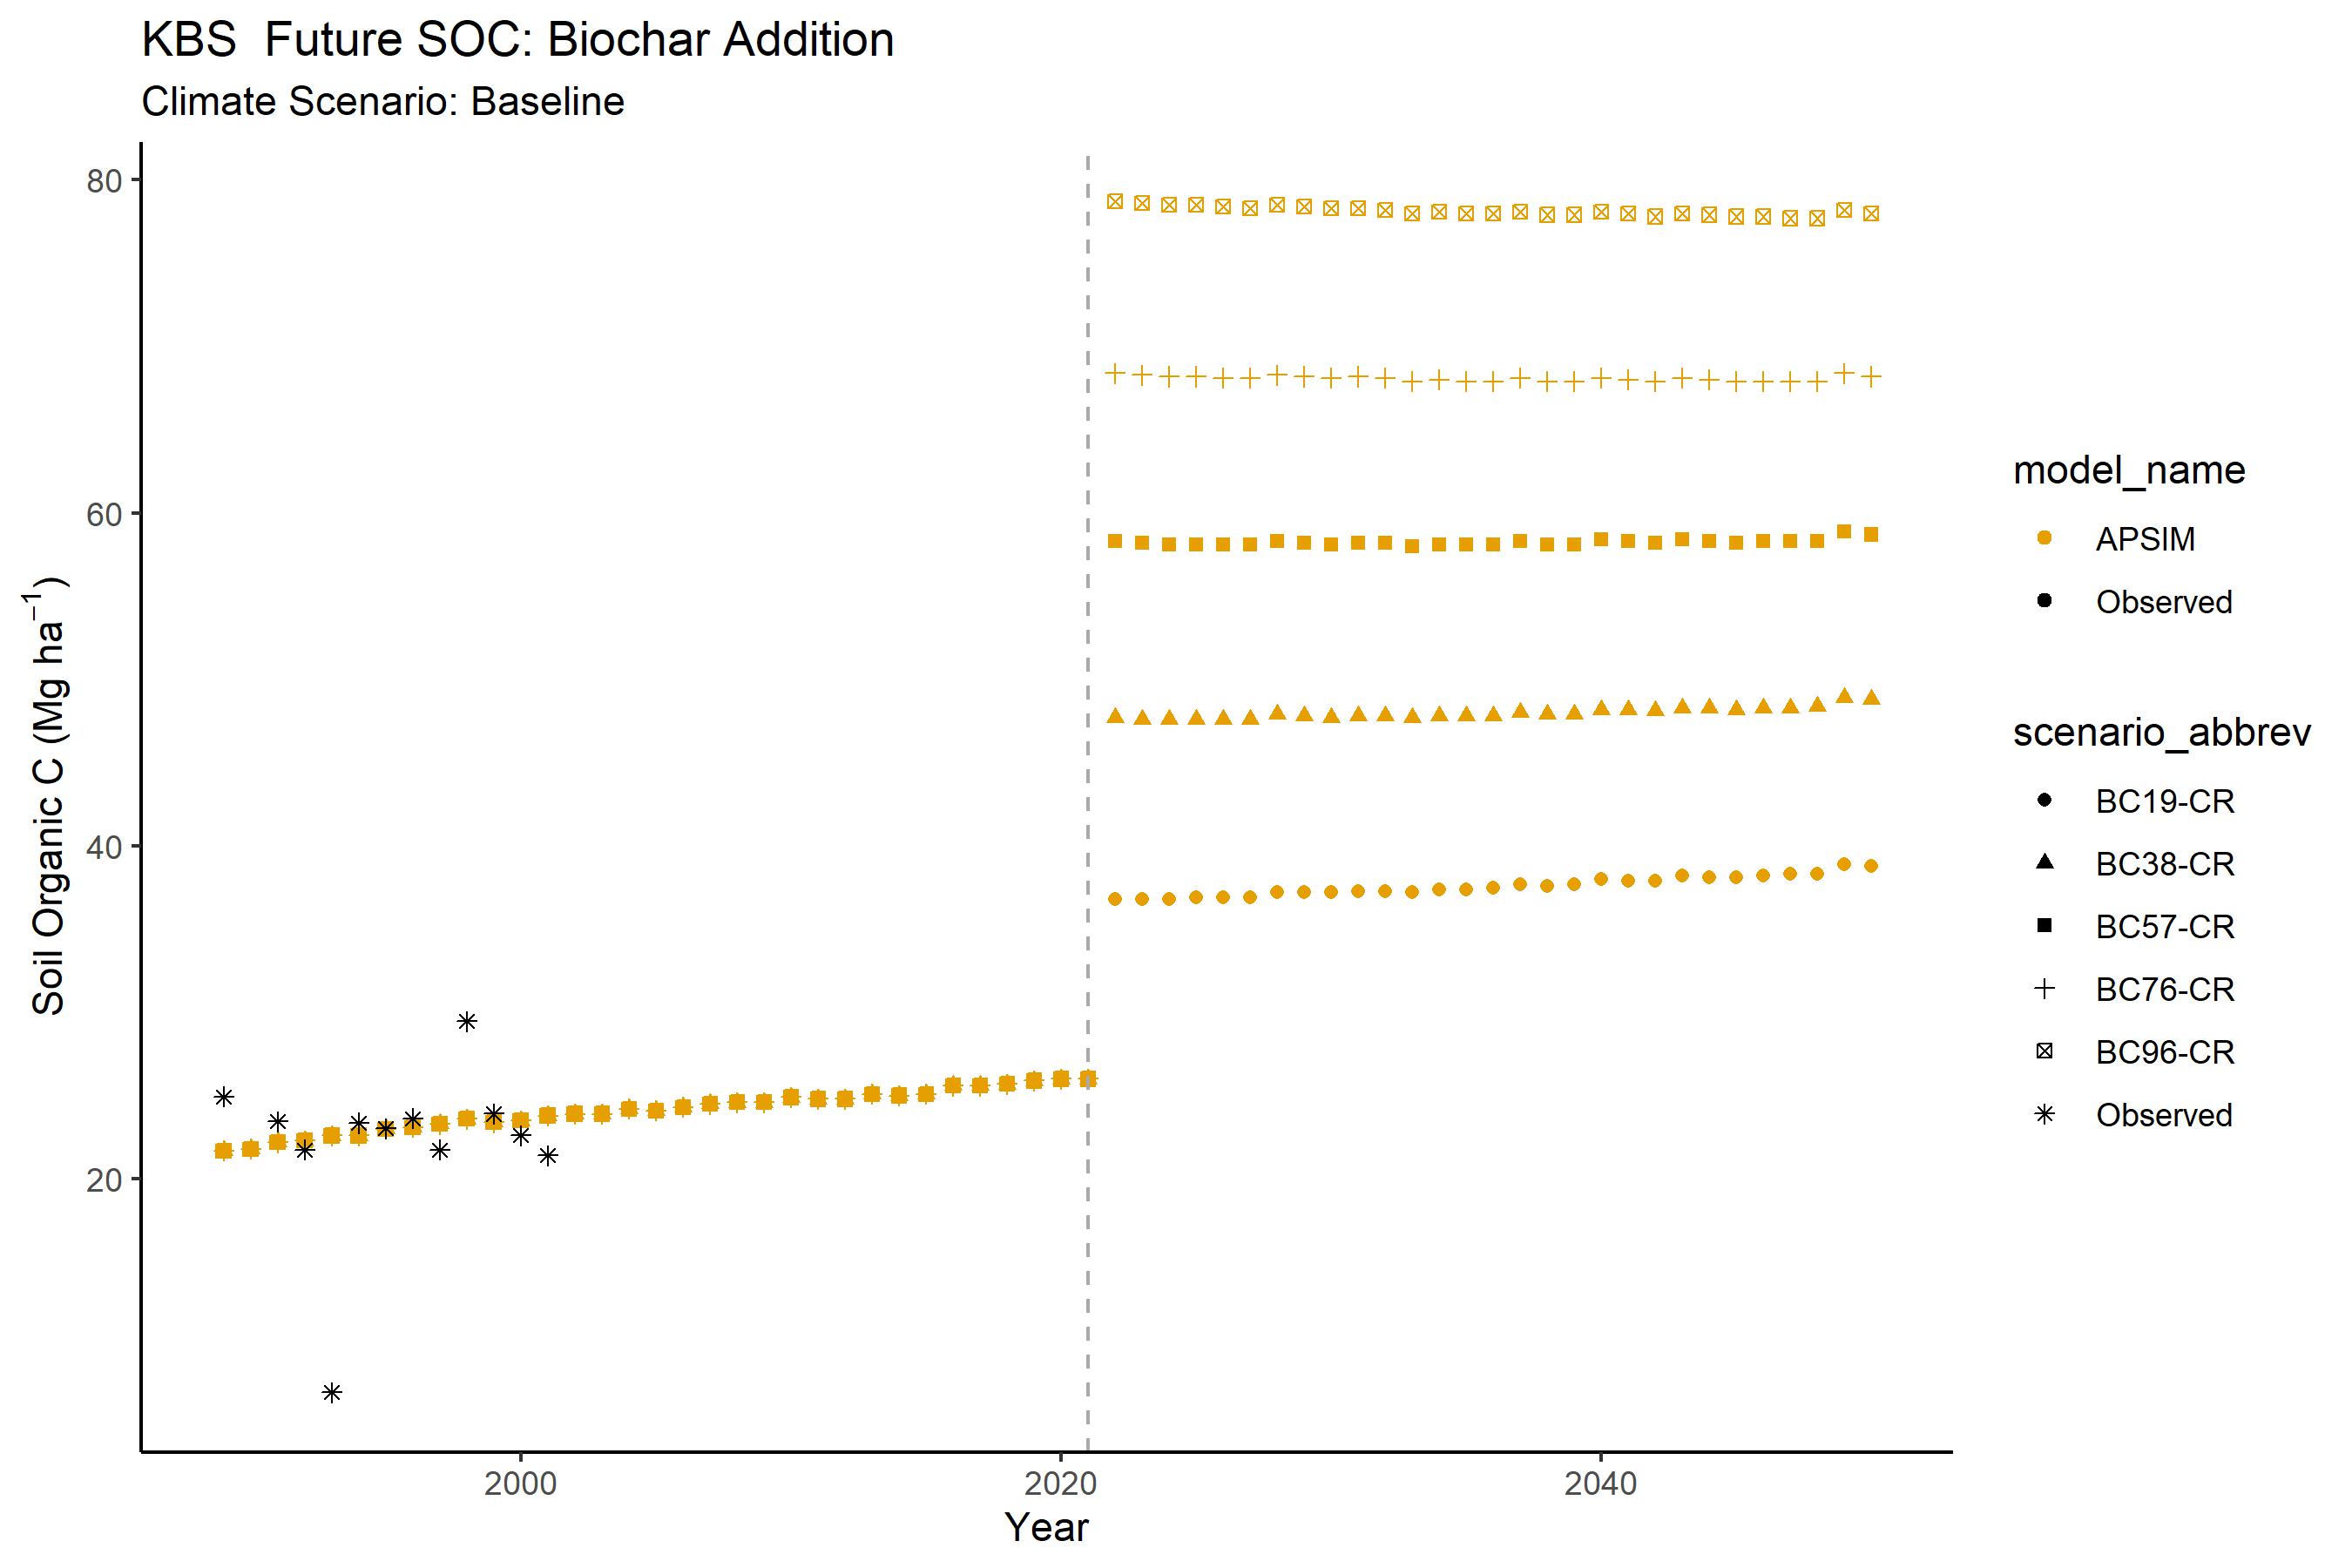 KBS  Future SOC: Biochar Addition
Climate Scenario: Baseline
80
60
40
20
Soil Organic C (Mg ha⁻¹)
2000
2020
2040
Year
model_name
APSIM
Observed
scenario_abbrev
BC19-CR
BC38-CR
BC57-CR
BC76-CR
BC96-CR
Observed